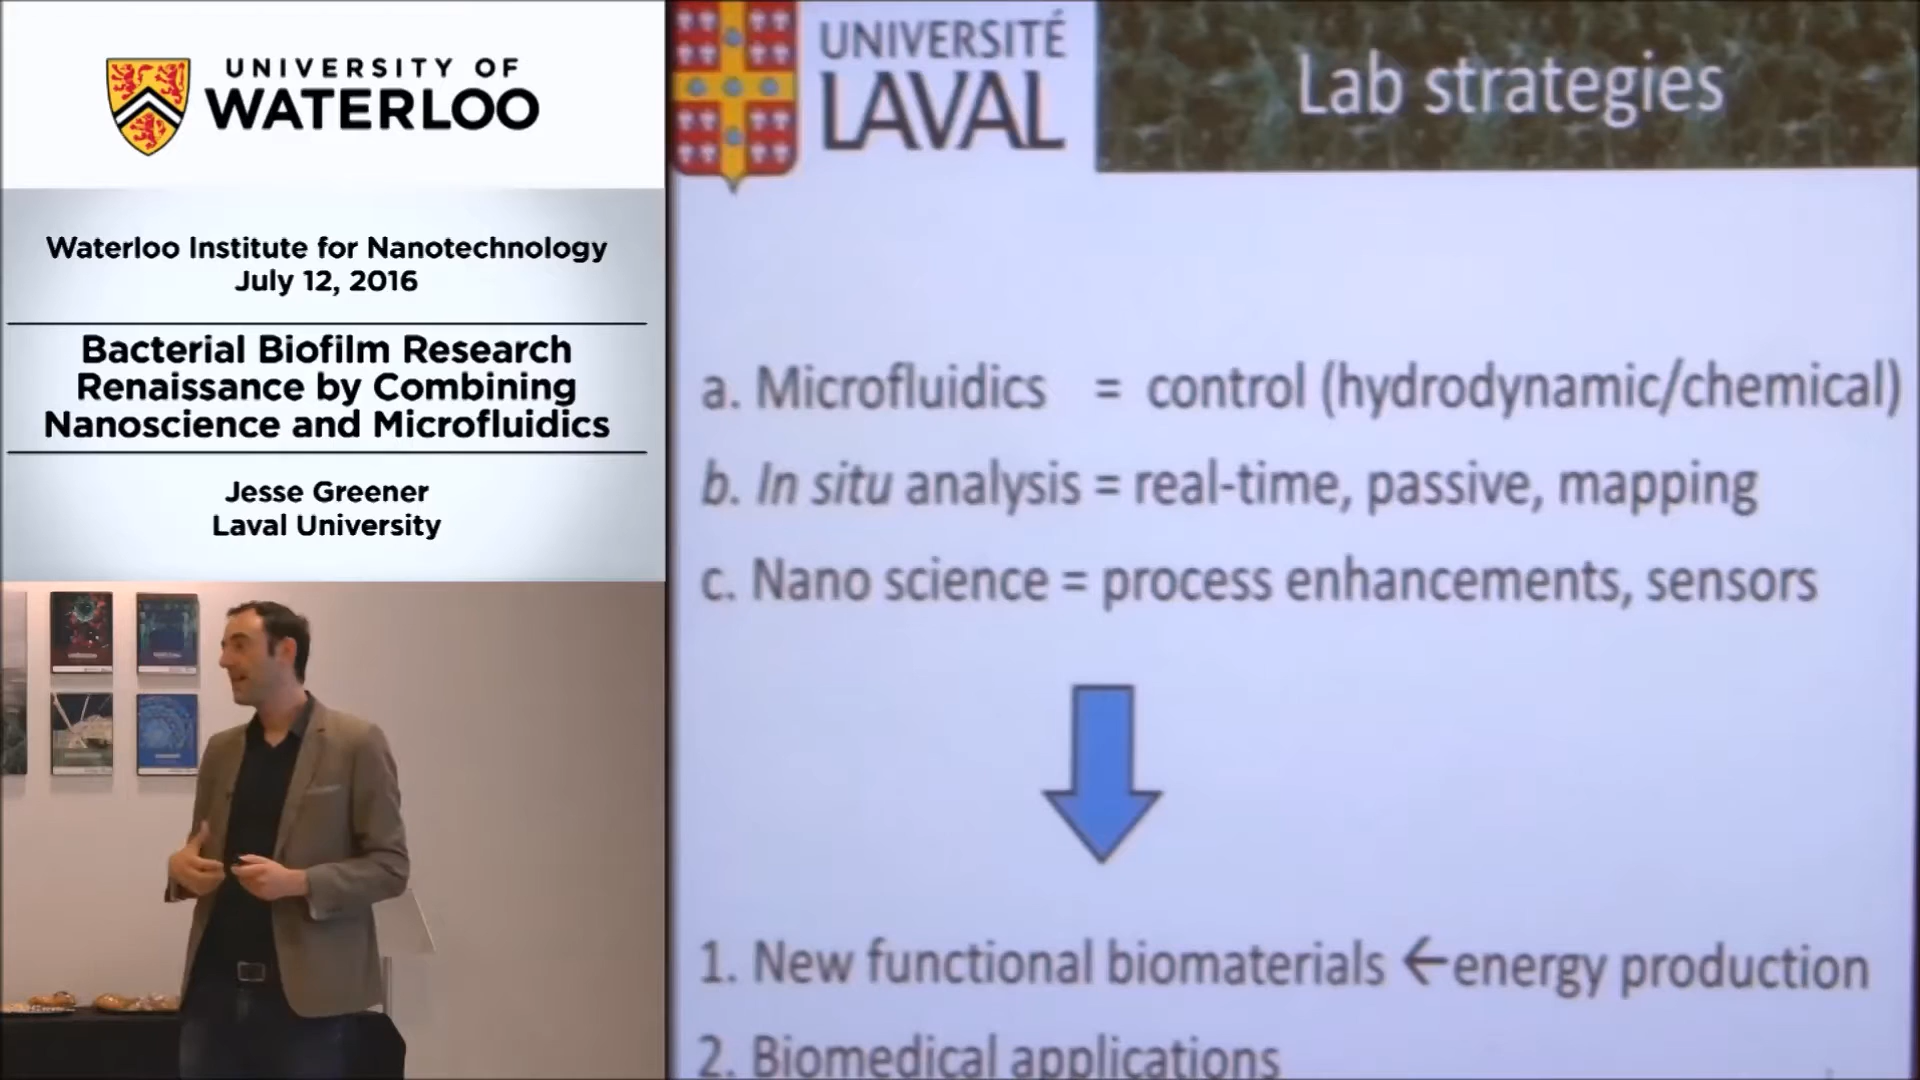 UNIVERSITY OF
WATERLOO
Waterloo Institute for Nanotechnology
July 12, 2016
Bacterial Biofilm Research
Renaissance by Combining
Nanoscience and Microfluidics
Jesse Greener
Laval University
UNIVERSITÉ
LAVAL
Lab strategies
a. Microfluidics = control (hydrodynamic/chemical)
b. In situ analysis = real-time, passive, mapping
c. Nano science = process enhancements, sensors
1. New functional biomaterials ←energy production
2. Biomedical applications